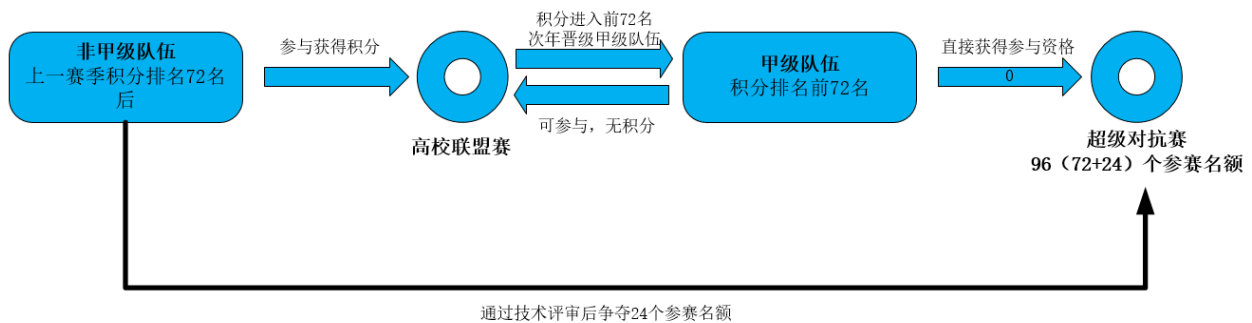 非甲级队伍
上一赛季积分排名72名
后
参与获得积分
高校联盟赛
积分进入前72名
次年晋级甲级队伍
可参与，无积分
甲级队伍
积分排名前72名
直接获得参与资格
0
超级对抗赛
96（72+24）个参赛名额
通过技术评审后争夺24个参赛名额